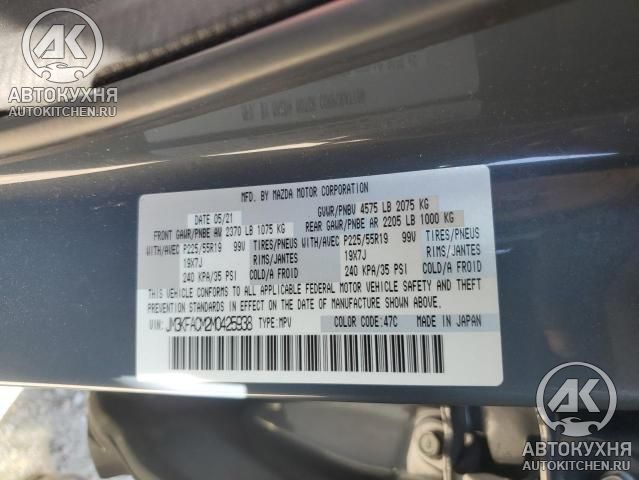 АВТОКУХНЯ
AUTOKITCHEN.RU
MFD. BY MAZDA MOTOR CORPORATION
DATE 05/21 GVWR/PNBV 4575 LB 2075 KG
FRONT GAWR/PNBE AV 2370 LB 1075 KG REAR GAWR/PNBE AR 2205 LB 1000 KG
WITH/AVEC P225/55R19 99V TIRES/PNEUS WITH/AVEC P225/55R19 99V TIRES/PNEUS
19X7J RIMS/JANTES 19X7J RIMS/JANTES
240 KPA/35 PSI COLD/A FROID 240 KPA/35 PSI COLD/A FROID
THIS VEHICLE CONFORMS TO ALL APPLICABLE FEDERAL MOTOR VEHICLE SAFETY AND THEFT
PREVENTION STANDARDS IN EFFECT ON THE DATE OF MANUFACTURE SHOWN ABOVE.
VIN: JM3KFACM2M0425938 TYPE:MPV COLOR CODE:47C MADE IN JAPAN
АК
АВТОКУХНЯ
AUTOKITCHEN.RU
АК
АВТОКУХНЯ
AUTOKITCHEN.RU